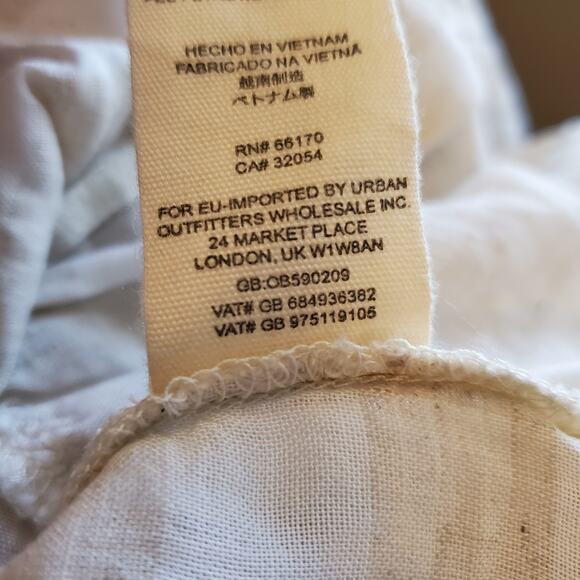 HECHO EN VIETNAM
FABRICADO NA VIETNÃ
越南制造
ベトナム製
RN# 66170
CA# 32054
FOR EU-IMPORTED BY URBAN
OUTFITTERS WHOLESALE INC.
24 MARKET PLACE
LONDON, UK W1W8AN
GB:OB590209
VAT# GB 684936382
VAT# GB 975119105